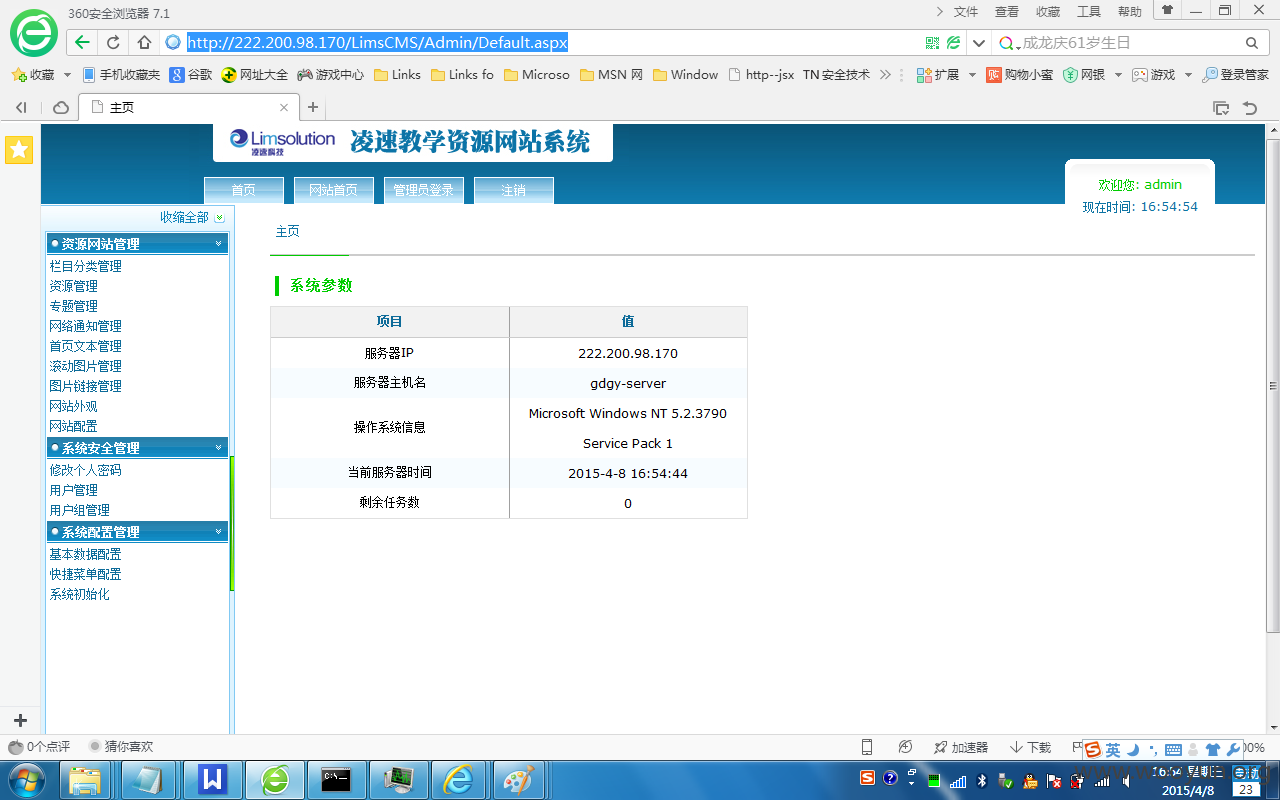 360安全浏览器 7.1
文件 查看 收藏 工具 帮助
http://222.200.98.170/LimsCMS/Admin/Default.aspx
成龙庆61岁生日
收藏 手机收藏夹 谷歌 网址大全 游戏中心 Links Links fo Microso MSN 网 Window http--jsx TN 安全技术 扩展 购物小蜜 网银 游戏 登录管家
主页
Limsolution
凌速科技
凌速教学资源网站系统
首页 网站首页 管理员登录 注销
欢迎您: admin
现在时间: 16:54:54
收缩全部
资源网站管理
栏目分类管理
资源管理
专题管理
网络通知管理
首页文本管理
滚动图片管理
图片链接管理
网站外观
网站配置
系统安全管理
修改个人密码
用户管理
用户组管理
系统配置管理
基本数据配置
快捷菜单配置
系统初始化
主页
系统参数
项目 值
服务器IP 222.200.98.170
服务器主机名 gdgy-server
操作系统信息 Microsoft Windows NT 5.2.3790
Service Pack 1
当前服务器时间 2015-4-8 16:54:44
剩余任务数 0
0个点评 猜你喜欢
加速器 下载 英 00%
16:54 星期三
2015/4/8
23